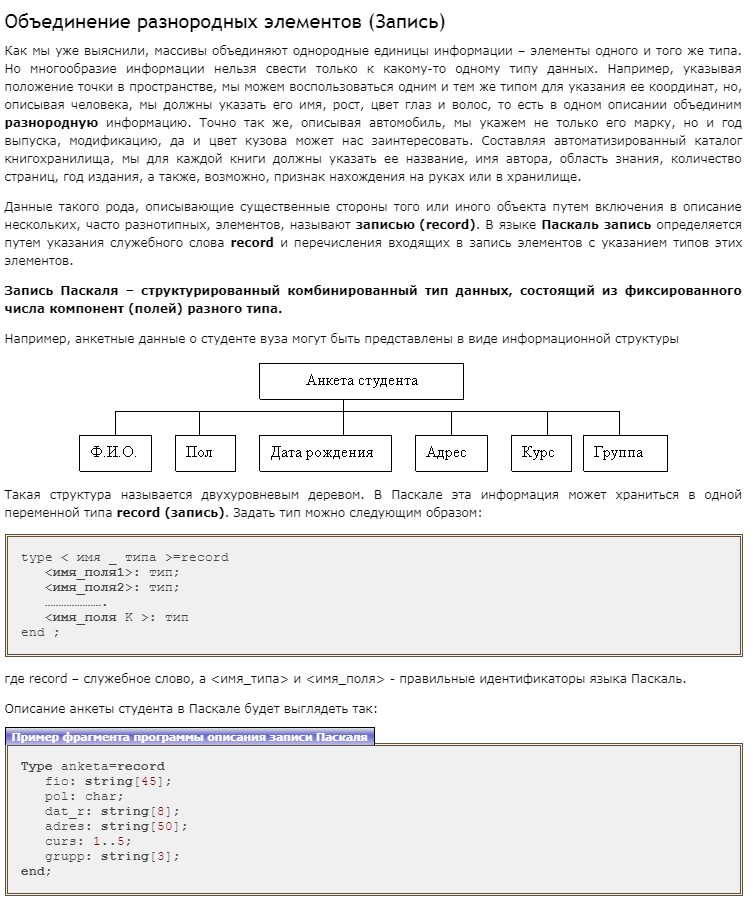 Объединение разнородных элементов (Запись)
Как мы уже выяснили, массивы объединяют однородные единицы информации – элементы одного и того же типа.
Но многообразие информации нельзя свести только к какому-то одному типу данных. Например, указывая
положение точки в пространстве, мы можем воспользоваться одним и тем же типом для указания ее координат, но,
описывая человека, мы должны указать его имя, рост, цвет глаз и волос, то есть в одном описании объединим
разнородную информацию. Точно так же, описывая автомобиль, мы укажем не только его марку, но и год
выпуска, модификацию, да и цвет кузова может нас заинтересовать. Составляя автоматизированный каталог
книгохранилища, мы для каждой книги должны указать ее название, имя автора, область знания, количество
страниц, год издания, а также, возможно, признак нахождения на руках или в хранилище.
Данные такого рода, описывающие существенные стороны того или иного объекта путем включения в описание
нескольких, часто разнотипных, элементов, называют записью (record). В языке Паскаль запись определяется
путем указания служебного слова record и перечисления входящих в запись элементов с указанием типов этих
элементов.
Запись Паскаля – структурированный комбинированный тип данных, состоящий из фиксированного
числа компонент (полей) разного типа.
Например, анкетные данные о студенте вуза могут быть представлены в виде информационной структуры
Анкета студента
Ф.И.О. Пол Дата рождения Адрес Курс Группа
Такая структура называется двухуровневым деревом. В Паскале эта информация может храниться в одной
переменной типа record (запись). Задать тип можно следующим образом:
type < имя _ типа >=record
<имя_поля1>: тип;
<имя_поля2>: тип;
………………….
<имя_поля K >: тип
end ;
где record – служебное слово, а <имя_типа> и <имя_поля> - правильные идентификаторы языка Паскаль.
Описание анкеты студента в Паскале будет выглядеть так:
Пример фрагмента программы описания записи Паскаля
Type anketa=record
fio: string[45];
pol: char;
dat_r: string[8];
adres: string[50];
curs: 1..5;
grupp: string[3];
end;